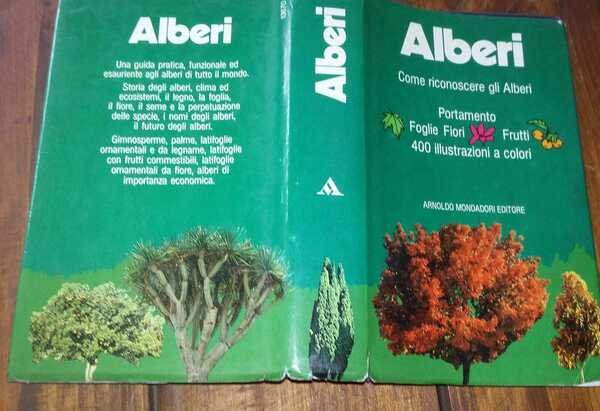 Alberi
Una guida pratica, funzionale ed
esauriente agli alberi di tutto il mondo.
Storia degli alberi, clima ed
ecosistemi, il legno, la foglia,
il fiore, il seme e la perpetuazione
delle specie, i nomi degli alberi,
il futuro degli alberi.
Gimnosperme, palme, latifoglie
ornamentali e da legname, latifoglie
con frutti commestibili, latifoglie
ornamentali da fiore, alberi di
importanza economica.
Alberi
Alberi
Come riconoscere gli Alberi
Portamento
Foglie Fiori Frutti
400 illustrazioni a colori
ARNOLDO MONDADORI EDITORE